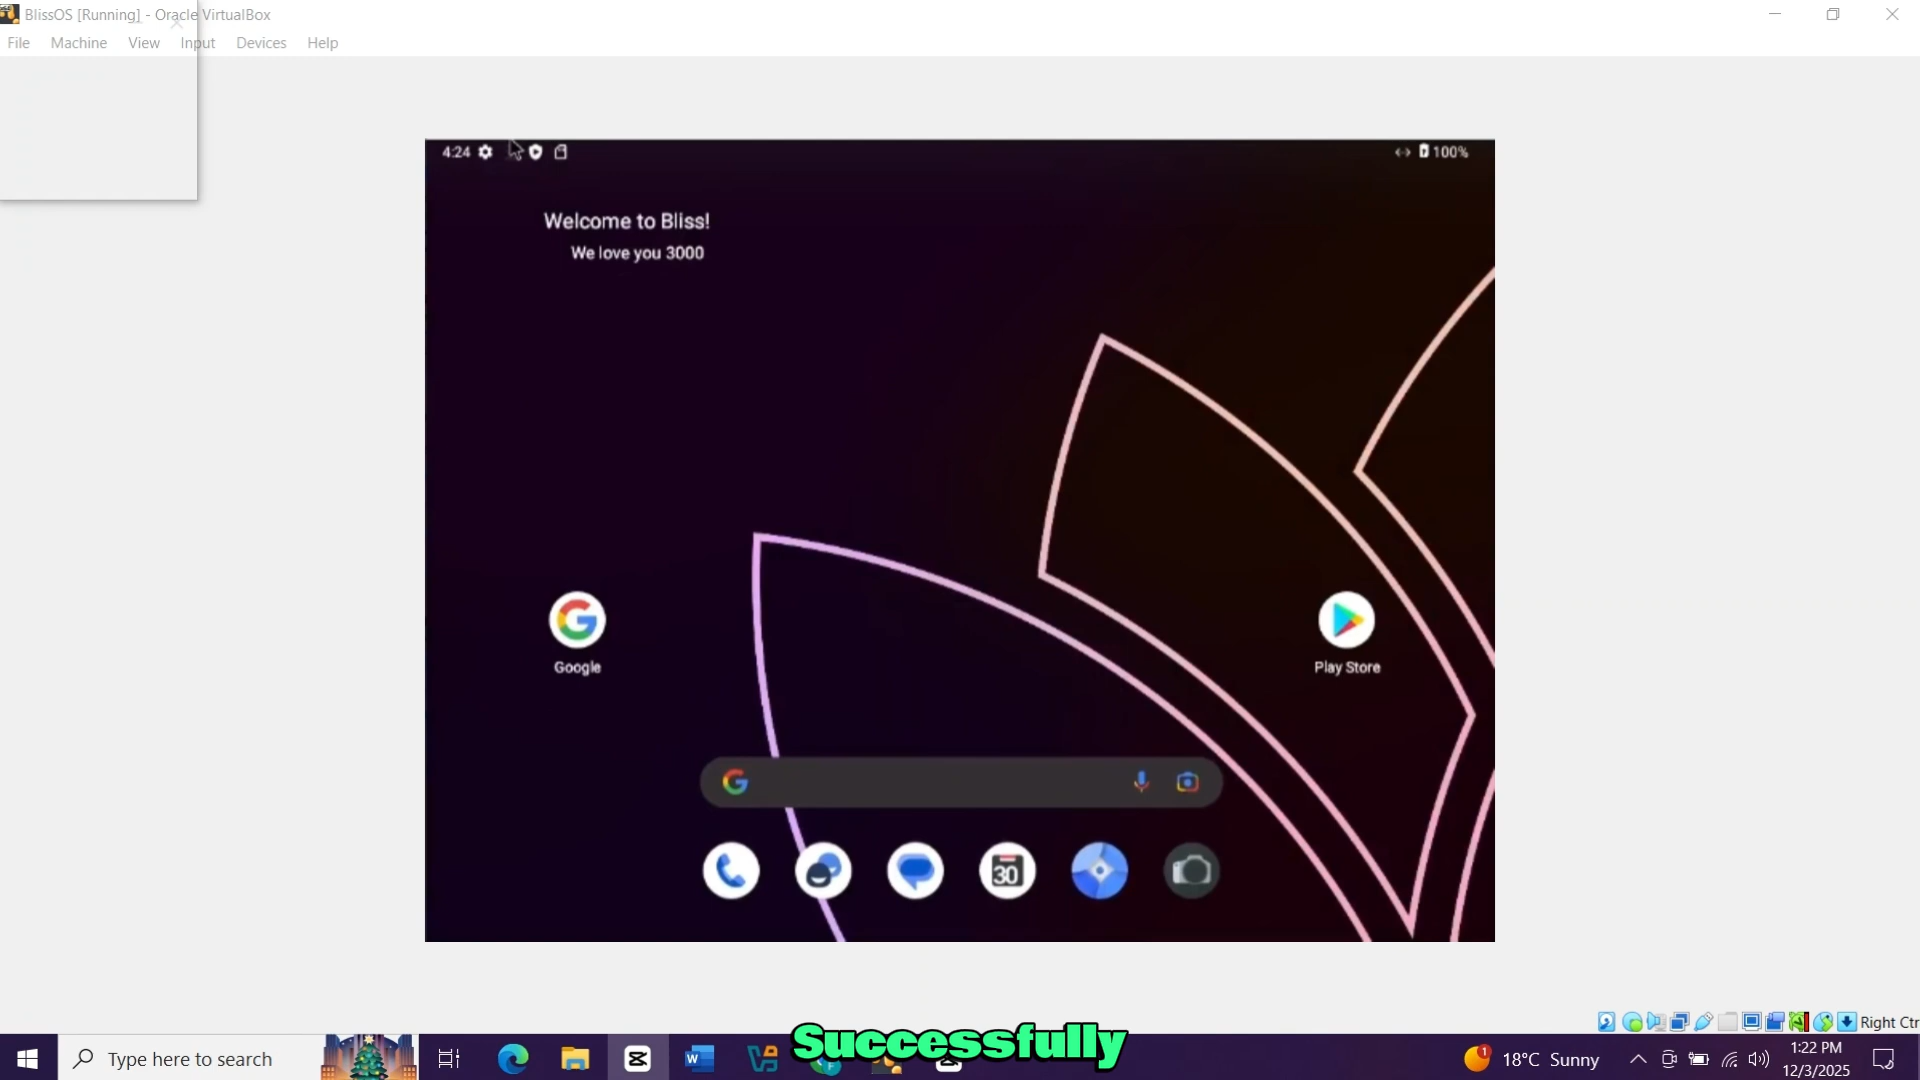 BlissOS [Running] - Oracle VirtualBox
File Machine View Input Devices Help
4:24
100%
Welcome to Bliss!
We love you 3000
Google
Play Store
30
Right Ctr
Successfully
Type here to search
18°C Sunny
1:22 PM
12/3/2025